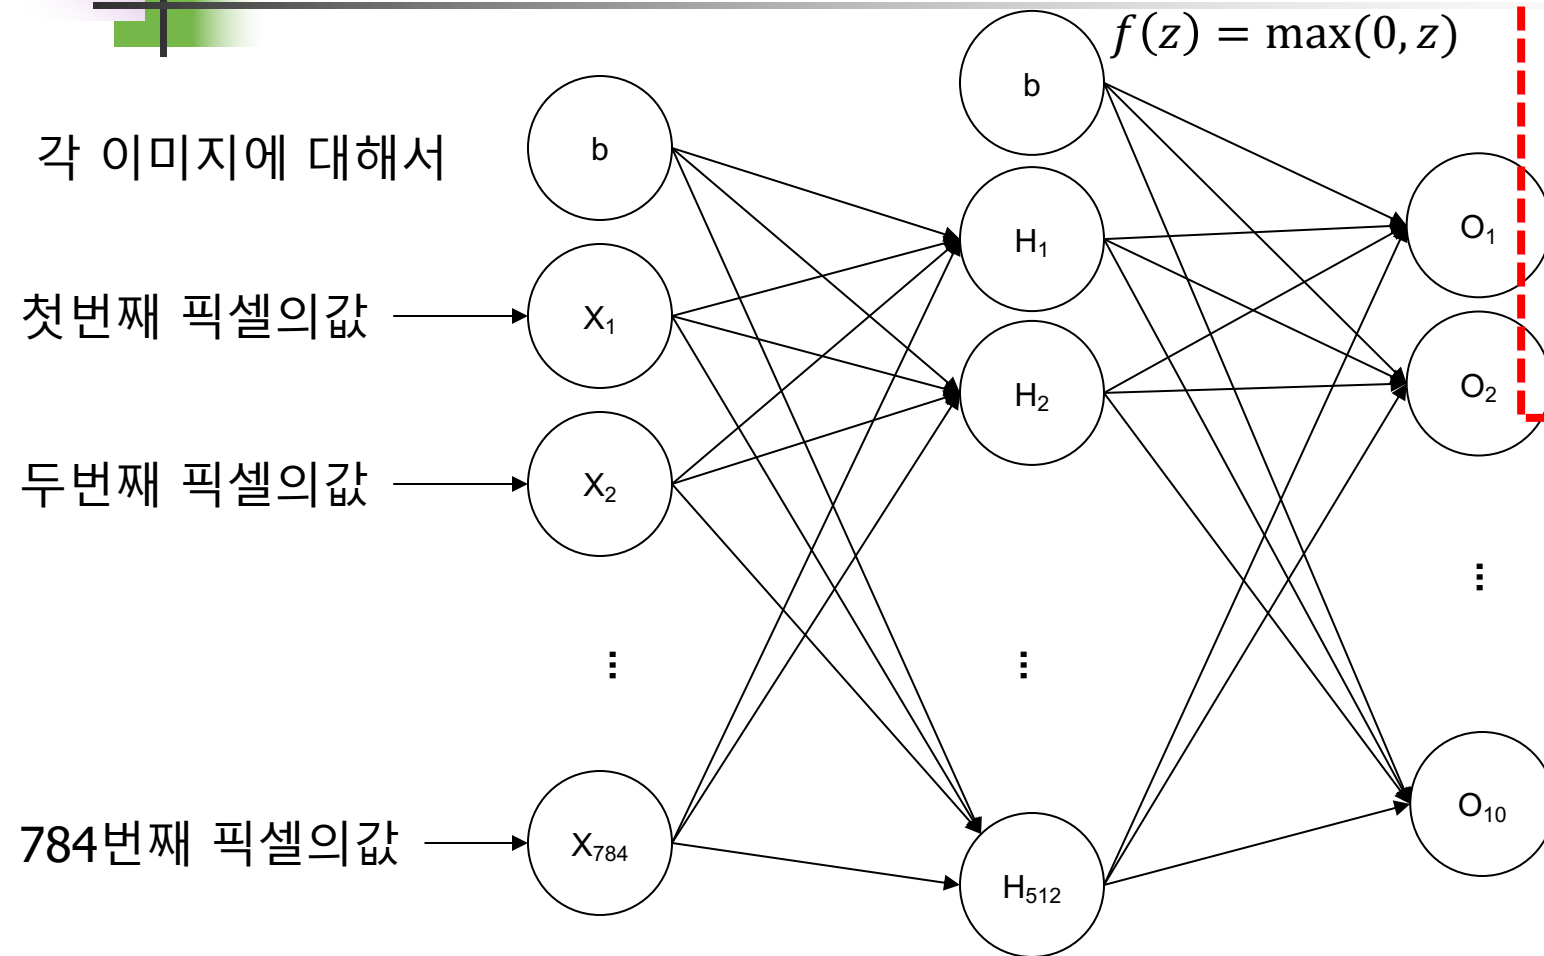 f(z) = max(0, z)
각 이미지에 대해서
b
b
첫번째 픽셀의값
X₁
H₁
O₁
두번째 픽셀의값
X₂
H₂
O₂
...
...
...
784번째 픽셀의값
X₇₈₄
H₅₁₂
O₁₀